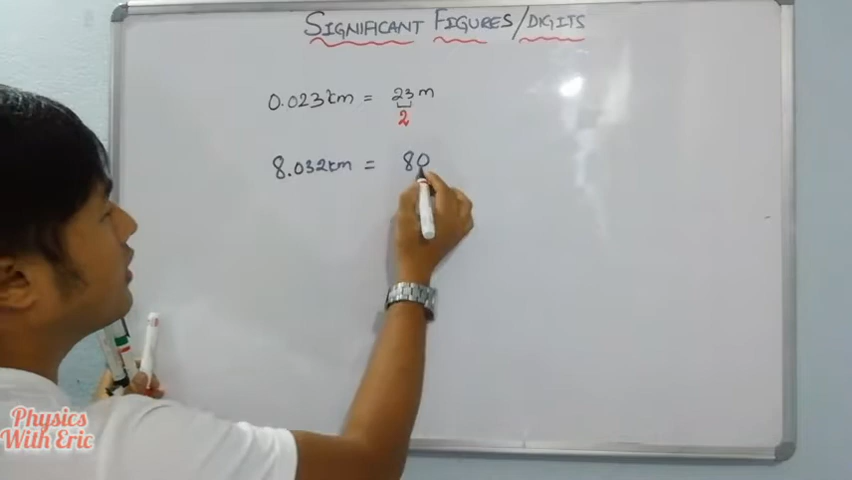 SIGNIFICANT FIGURES/DIGITS
0.023km = 23m
2
8.032km = 80
Physics
With Eric